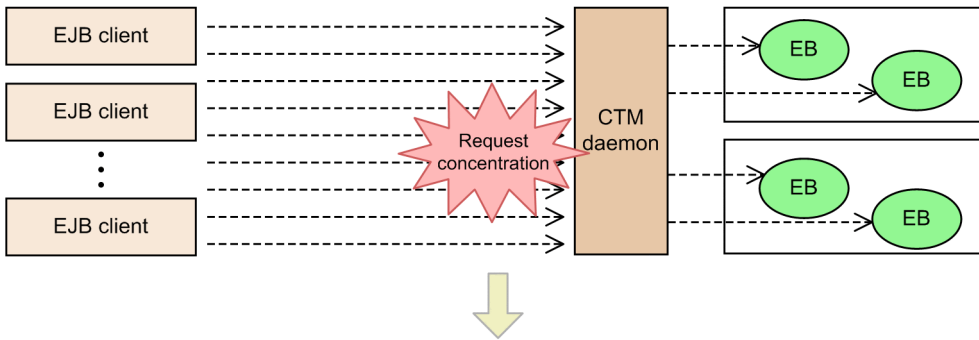 EJB client
EJB client
EJB client
Request
concentration
CTM
daemon
EB
EB
EB
EB